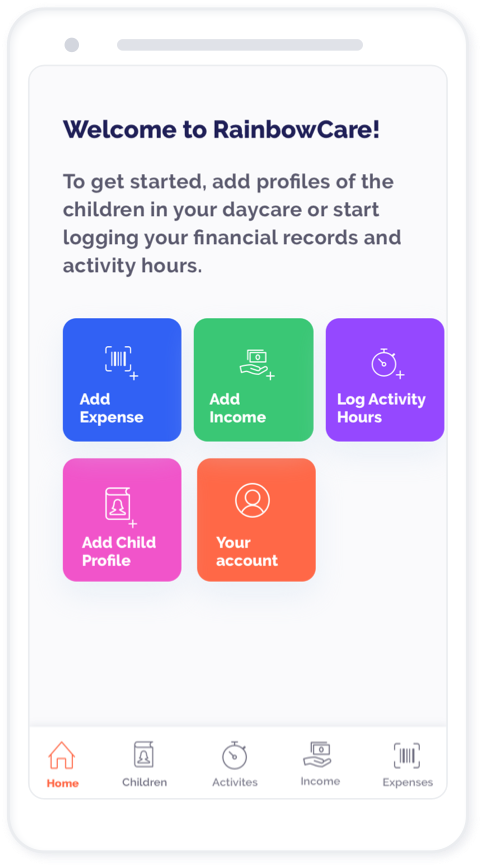 Welcome to RainbowCare!
To get started, add profiles of the
children in your daycare or start
logging your financial records and
activity hours.
Add
Expense
Add
Income
Log Activity
Hours
Add Child
Profile
Your
account
Home
Children
Activites
Income
Expenses